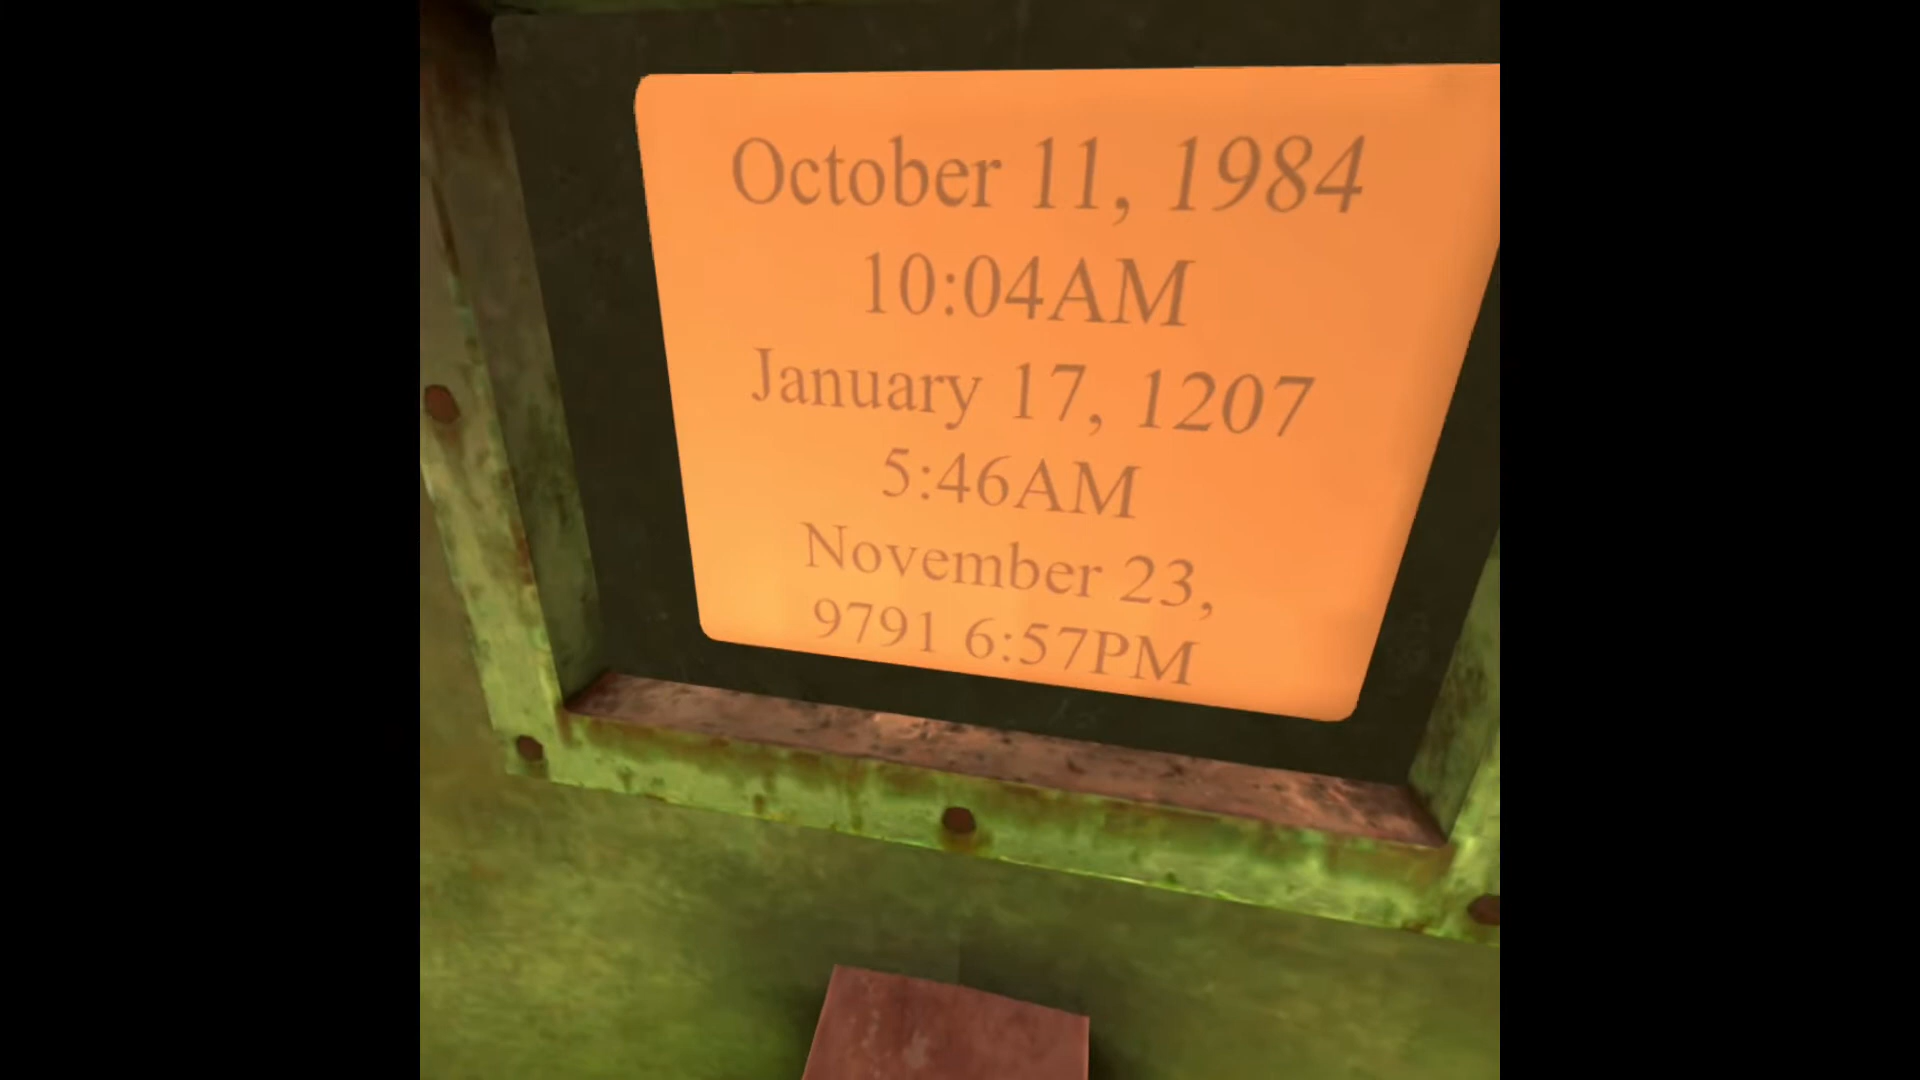 October 11, 1984
10:04AM
January 17, 1207
5:46AM
November 23,
9791 6:57PM